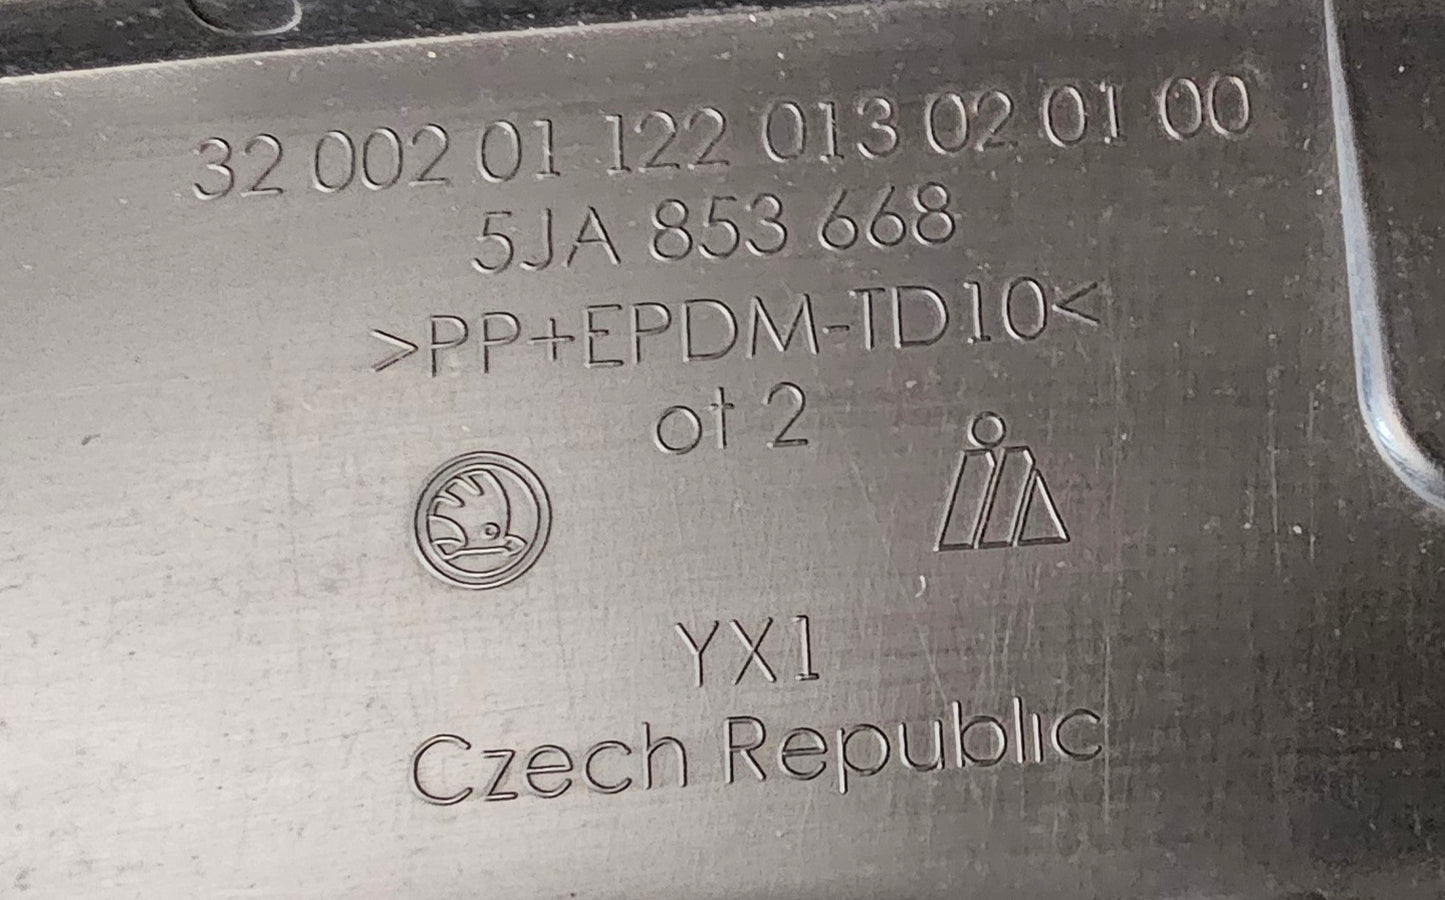 32 002 01 122 013 02 01 00
5JA 853 668
>PP+EPDM-TD10<
ot 2
YX1
Czech Republic